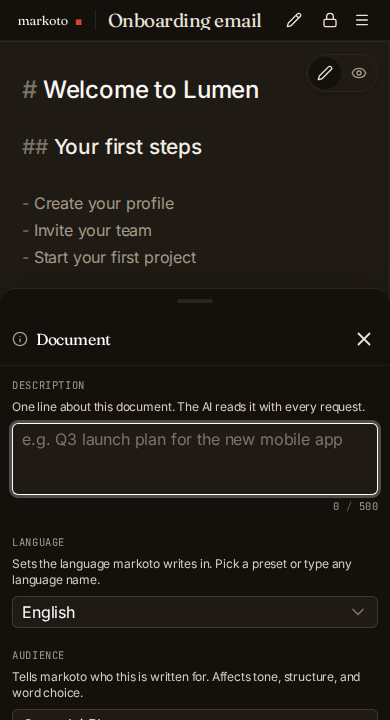 markoto
Onboarding email
# Welcome to Lumen
## Your first steps
- Create your profile
- Invite your team
- Start your first project
Document
DESCRIPTION
One line about this document. The AI reads it with every request.
e.g. Q3 launch plan for the new mobile app
0 / 500
LANGUAGE
Sets the language markoto writes in. Pick a preset or type any
language name.
English
AUDIENCE
Tells markoto who this is written for. Affects tone, structure, and
word choice.